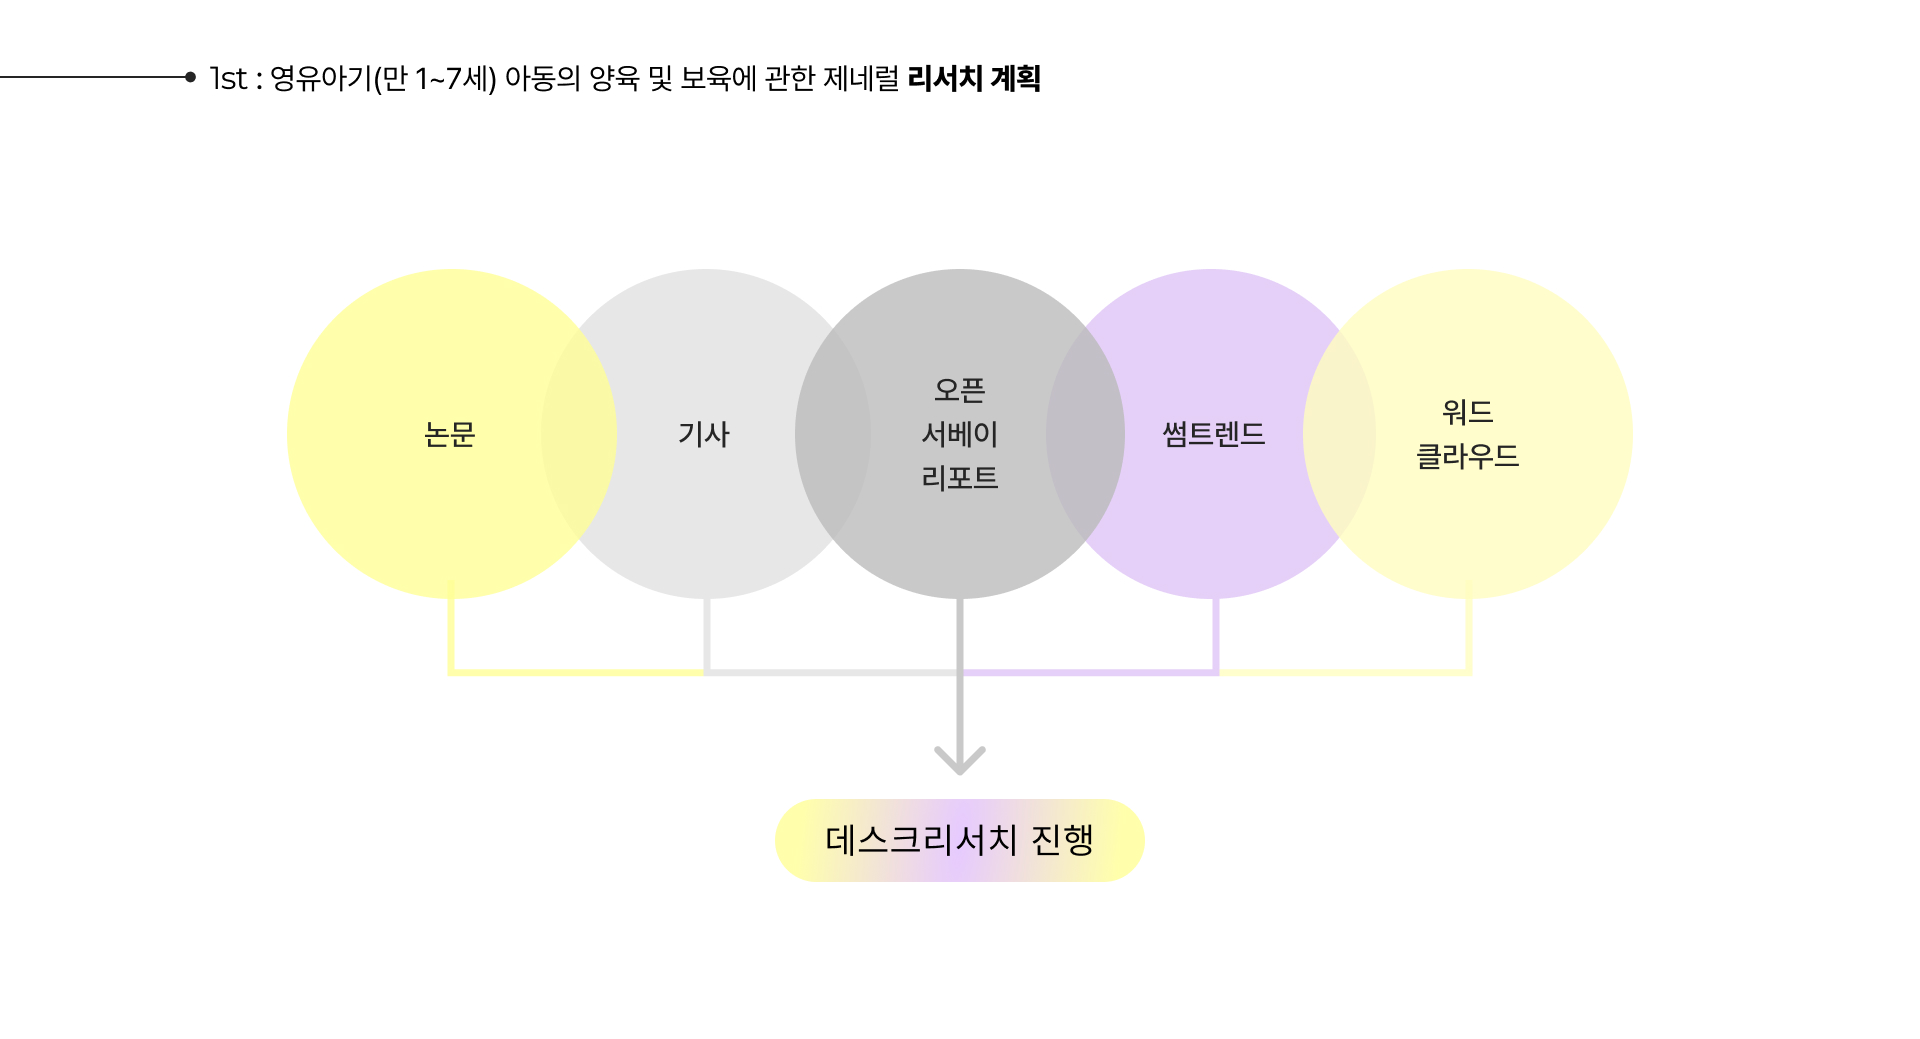 1st : 영유아기(만 1~7세) 아동의 양육 및 보육에 관한 제네럴 리서치 계획
논문
기사
오픈
서베이
리포트
썸트렌드
워드
클라우드
데스크리서치 진행